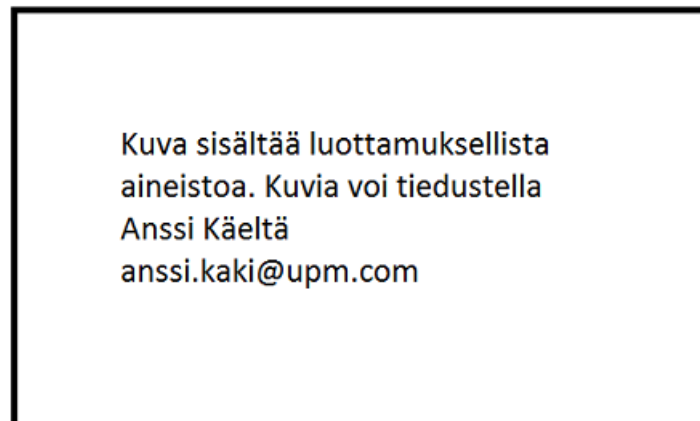 Kuva sisältää luottamuksellista
aineistoa. Kuvia voi tiedustella
Anssi Käeltä
anssi.kaki@upm.com